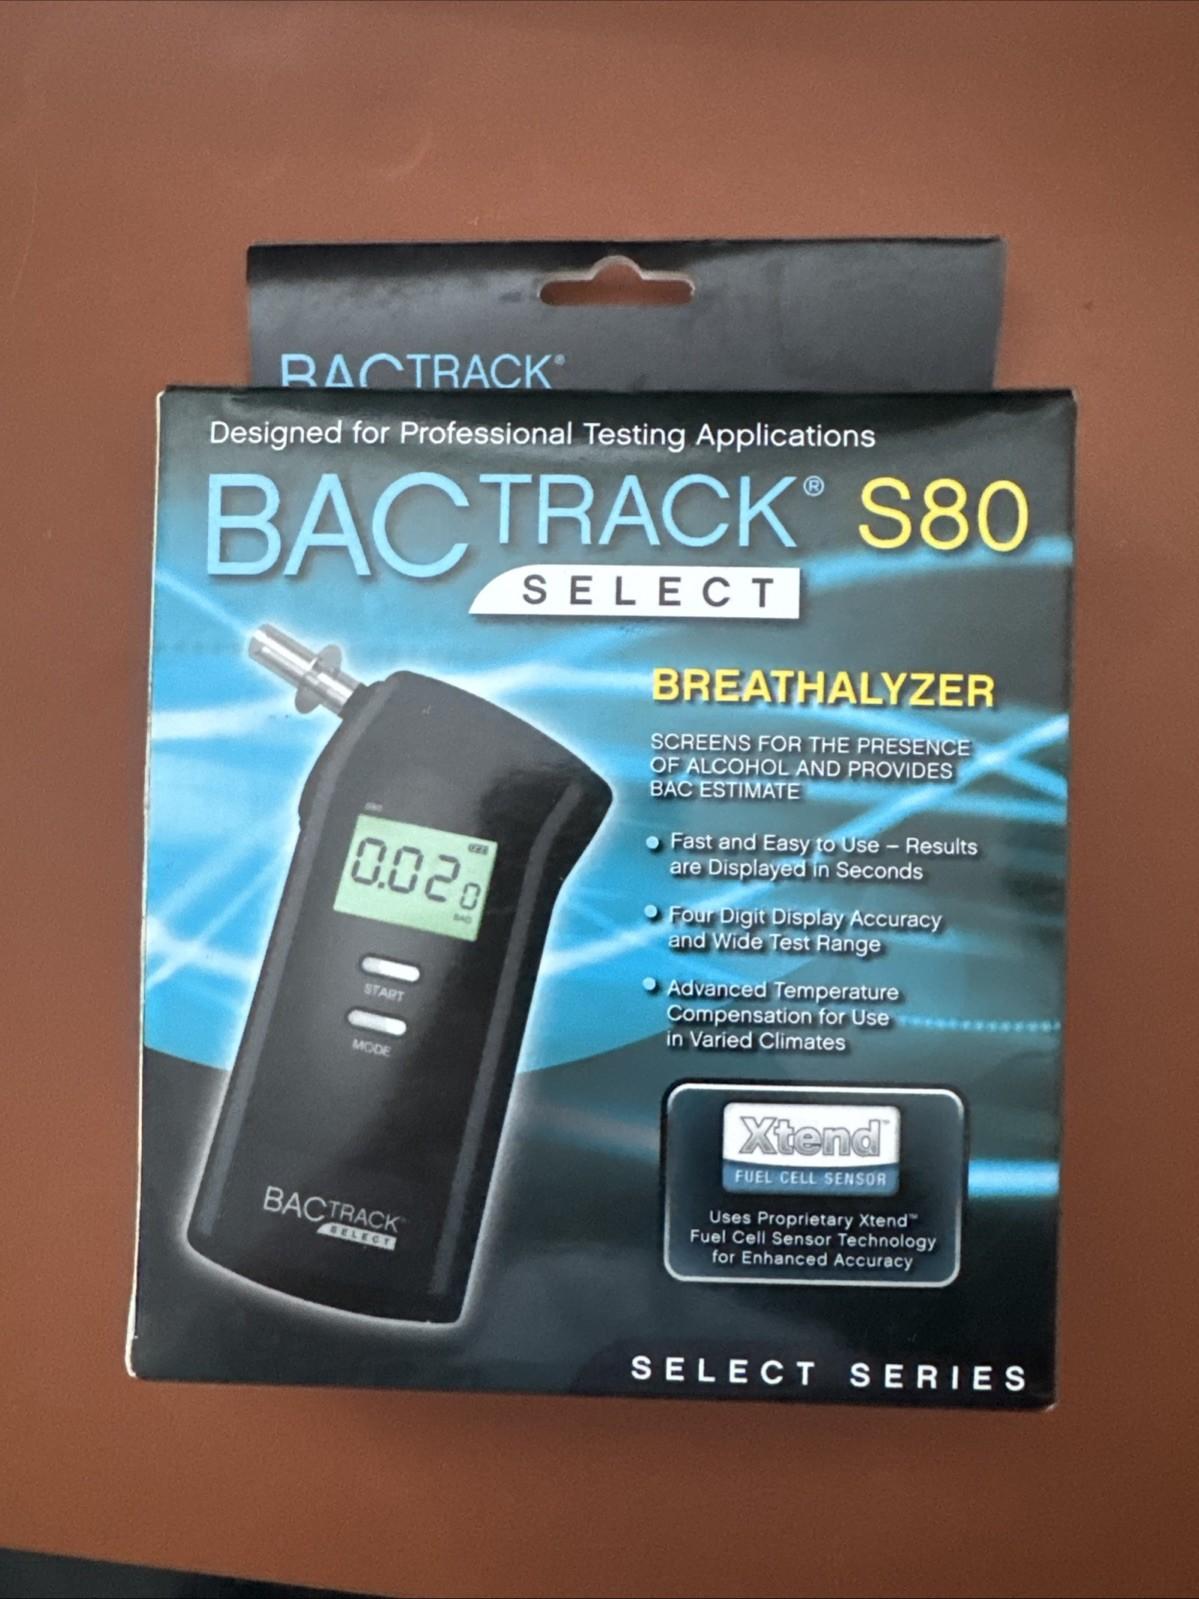 BACTRACK®
Designed for Professional Testing Applications
BACTRACK® S80
SELECT
BREATHALYZER
SCREENS FOR THE PRESENCE
OF ALCOHOL AND PROVIDES
BAC ESTIMATE
• Fast and Easy to Use – Results
are Displayed in Seconds
• Four Digit Display Accuracy
and Wide Test Range
• Advanced Temperature
Compensation for Use
in Varied Climates
S80
0.020
BAC
START
MODE
BACTRACK
SELECT
Xtend™
FUEL CELL SENSOR
Uses Proprietary Xtend™
Fuel Cell Sensor Technology
for Enhanced Accuracy
SELECT SERIES